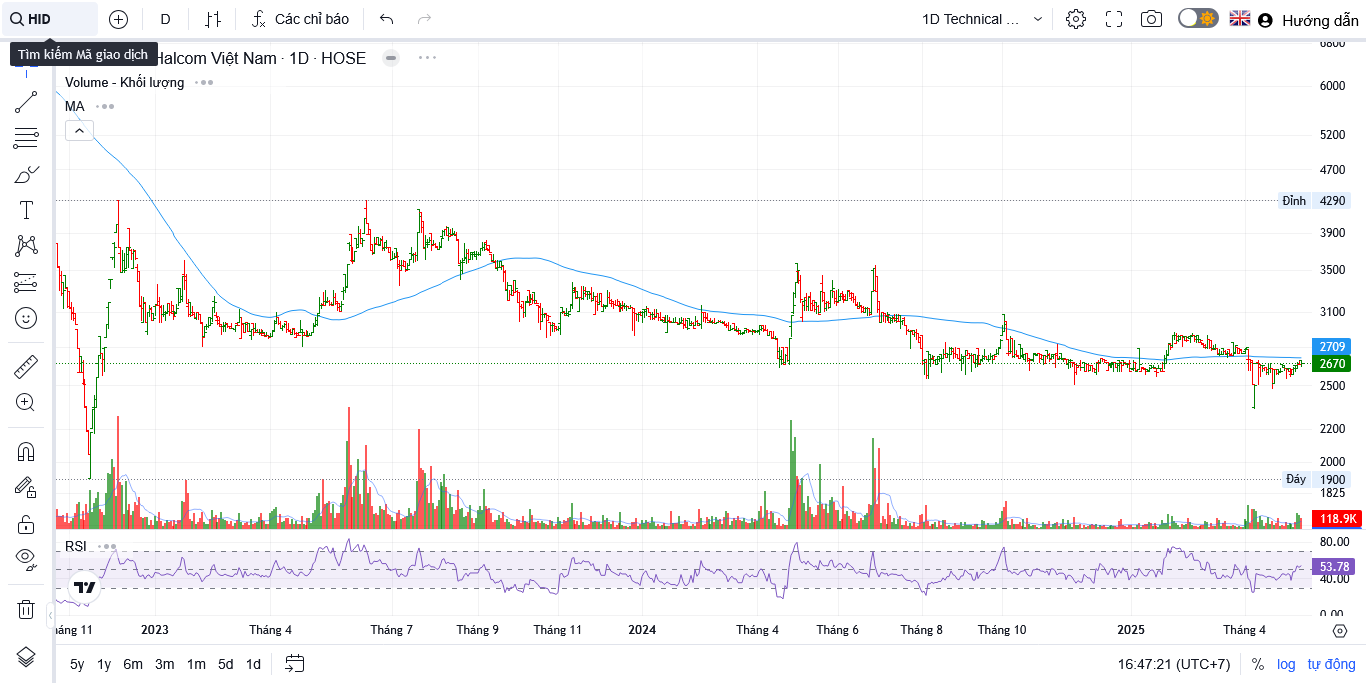 HID
D
Các chỉ báo
1D Technical ...
Hướng dẫn
Tìm kiếm Mã giao dịch
Halcom Việt Nam · 1D · HOSE
Volume - Khối lượng
MA
6800
6000
5200
4700
Đỉnh 4290
3900
3500
3100
2709
2670
2500
2200
2000
Đáy 1900
1825
118.9K
RSI
80.00
53.78
40.00
0.00
háng 11 2023 Tháng 4 Tháng 7 Tháng 9 Tháng 11 2024 Tháng 4 Tháng 6 Tháng 8 Tháng 10 2025 Tháng 4
5y 1y 6m 3m 1m 5d 1d
16:47:21 (UTC+7) % log tự động